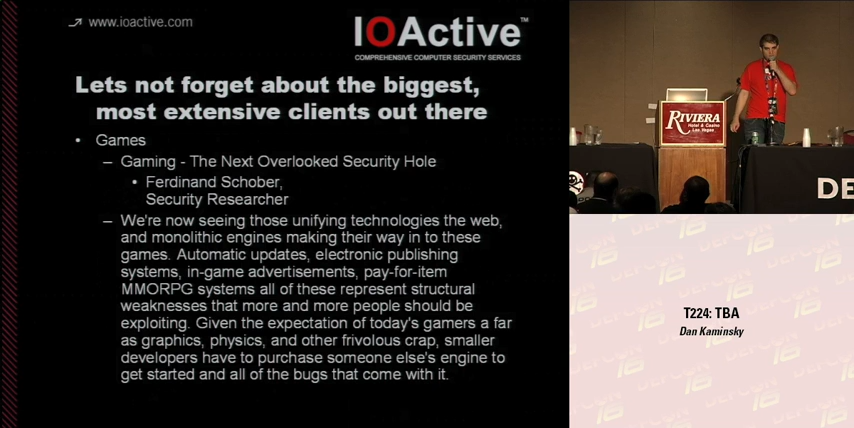 www.ioactive.com
IOActive™
COMPREHENSIVE COMPUTER SECURITY SERVICES
Lets not forget about the biggest,
most extensive clients out there
• Games
– Gaming - The Next Overlooked Security Hole
• Ferdinand Schober,
Security Researcher
– We're now seeing those unifying technologies the web,
and monolithic engines making their way in to these
games. Automatic updates, electronic publishing
systems, in-game advertisements, pay-for-item
MMORPG systems all of these represent structural
weaknesses that more and more people should be
exploiting. Given the expectation of today's gamers a far
as graphics, physics, and other frivolous crap, smaller
developers have to purchase someone else's engine to
get started and all of the bugs that come with it.
RIVIERA
Hotel & Casino
Las Vegas
DE
T224: TBA
Dan Kaminsky
DEFCON 16